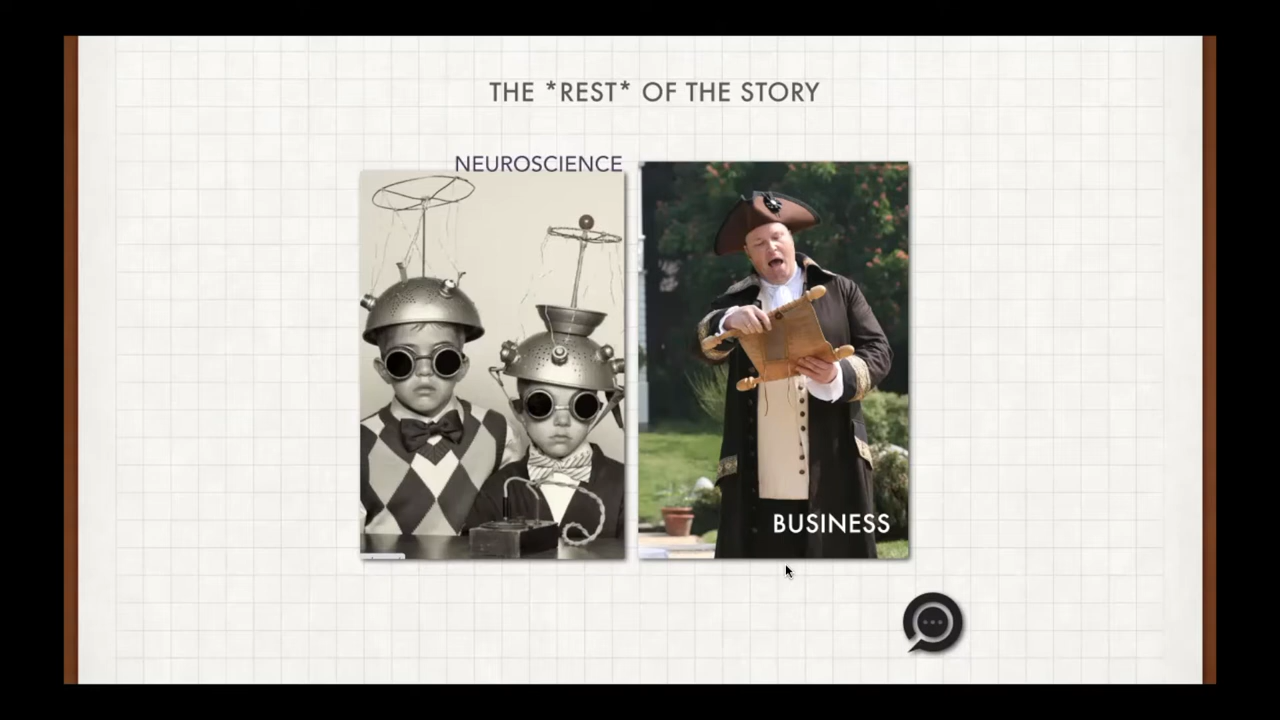 THE *REST* OF THE STORY
NEUROSCIENCE
BUSINESS